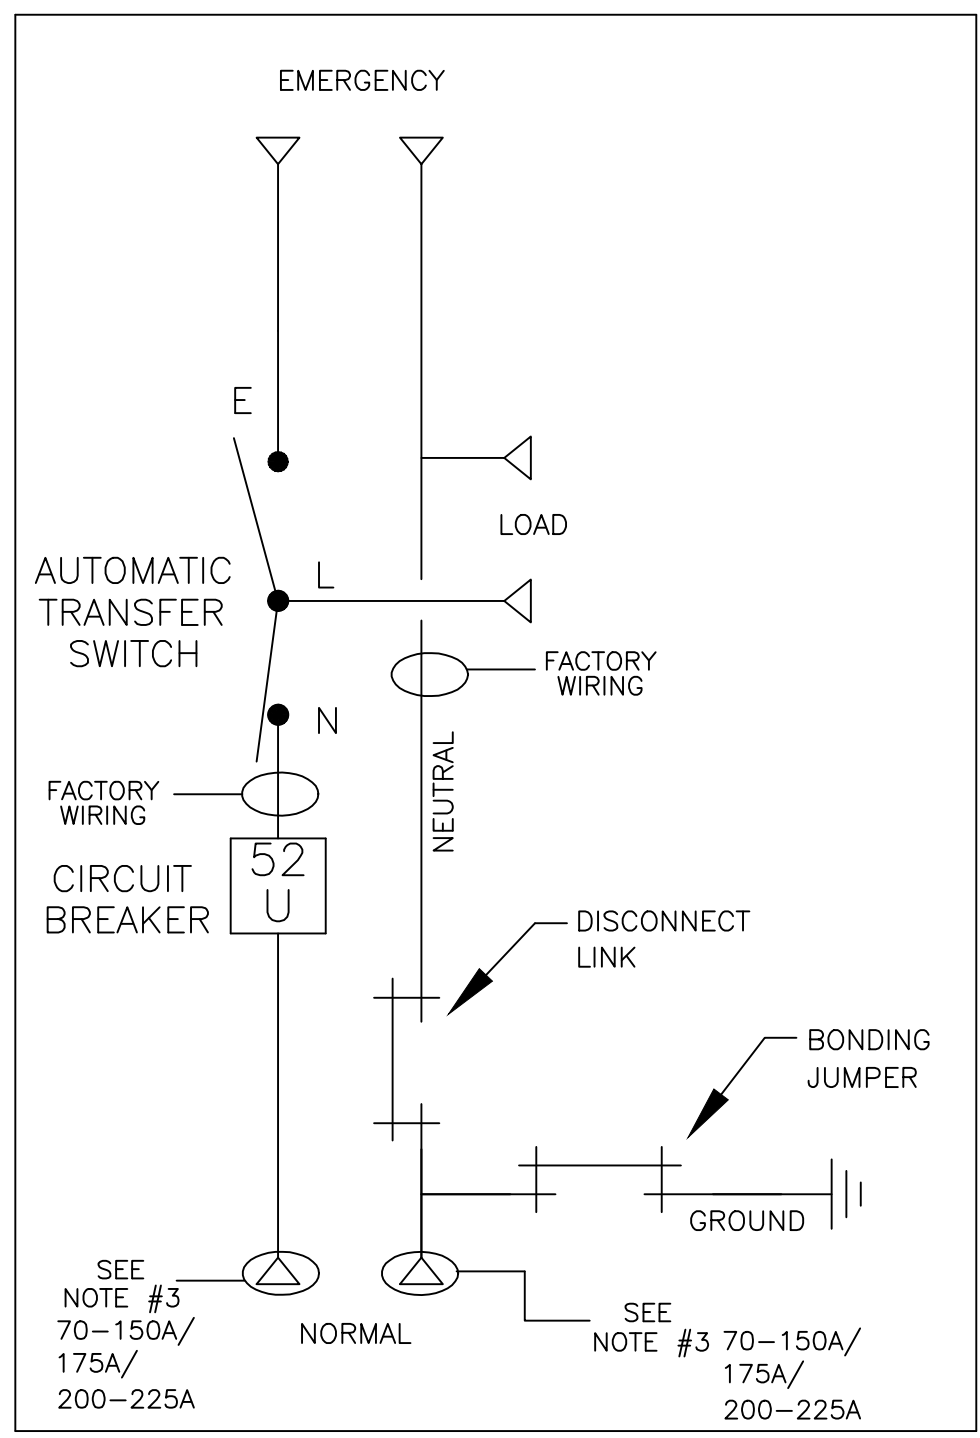 EMERGENCY
E
LOAD
AUTOMATIC
TRANSFER
SWITCH
L
FACTORY
WIRING
N
NEUTRAL
FACTORY
WIRING
52
U
CIRCUIT
BREAKER
DISCONNECT
LINK
BONDING
JUMPER
GROUND
SEE
NOTE #3
70-150A/
175A/
200-225A
NORMAL
SEE
NOTE #3 70-150A/
175A/
200-225A